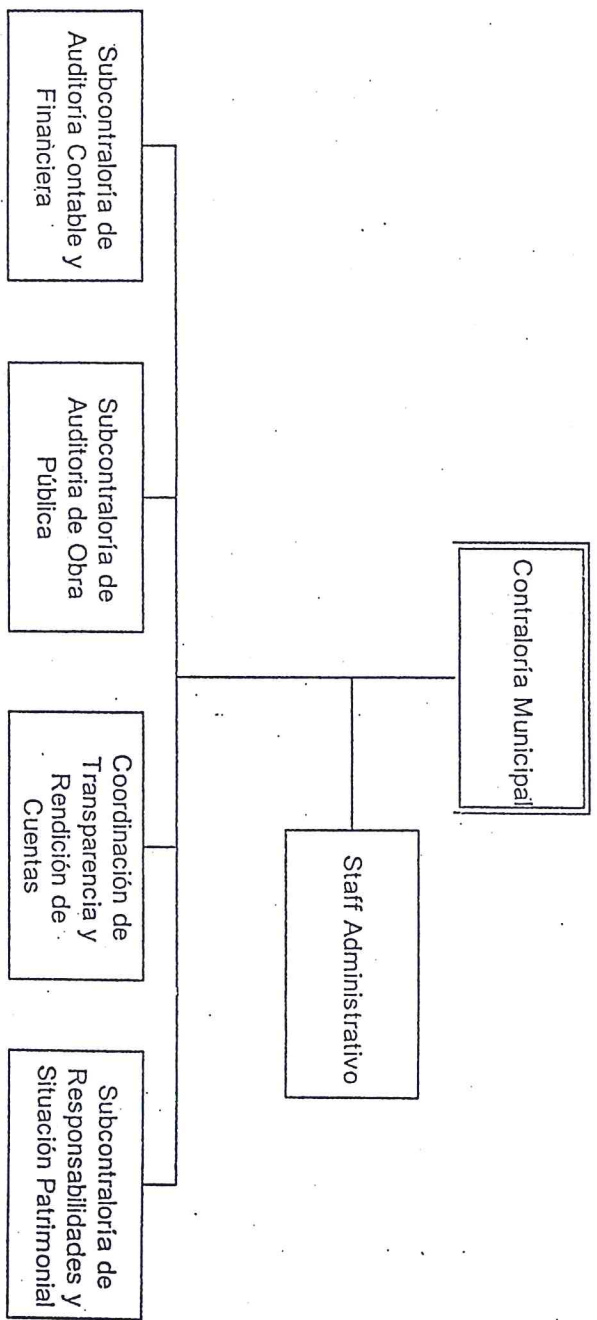 Contraloría Municipal
Staff Administrativo
Subcontraloría de
Auditoría Contable y
Financiera
Subcontraloría de
Auditoria de Obra
Pública
Coordinación de
Transparencia y
Rendición de
Cuentas
Subcontraloría de
Responsabilidades y
Situación Patrimonial